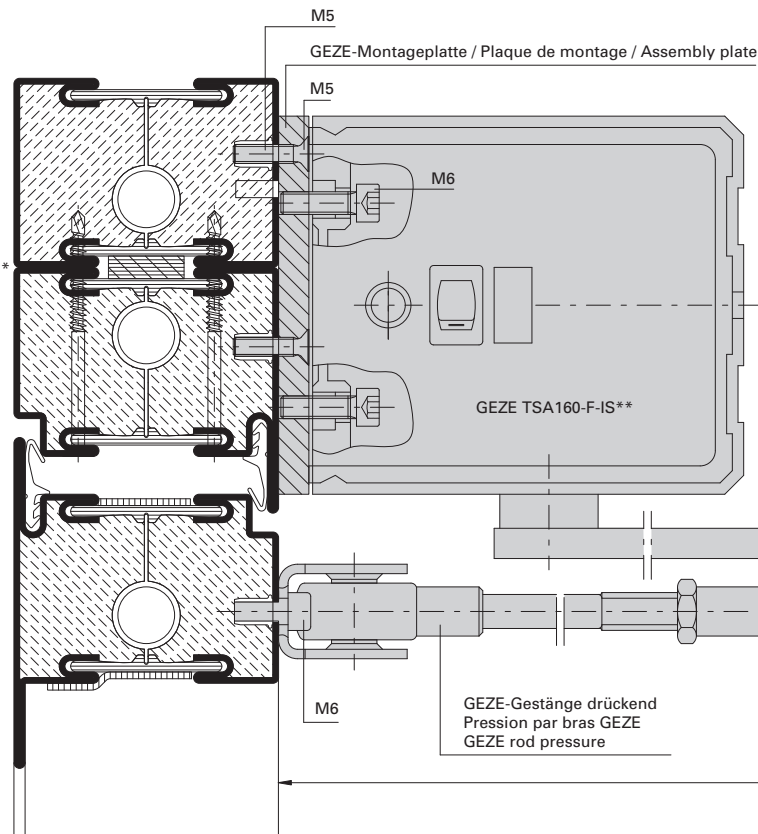 M5
GEZE-Montageplatte / Plaque de montage / Assembly plate
M5
M6
*
GEZE TSA160-F-IS**
M6
GEZE-Gestänge drückend
Pression par bras GEZE
GEZE rod pressure